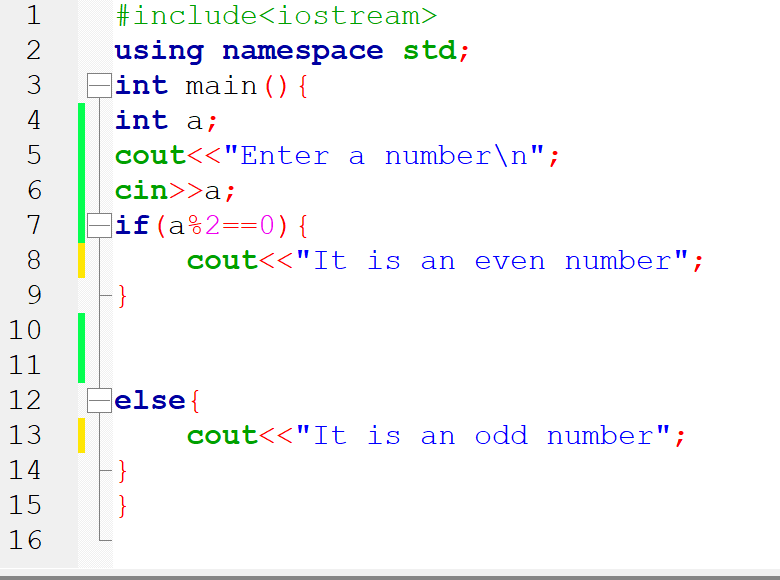 1 #include<iostream>
2 using namespace std;
3 int main(){
4 int a;
5 cout<<"Enter a number\n";
6 cin>>a;
7 if(a%2==0){
8     cout<<"It is an even number";
9 }
10
11
12 else{
13     cout<<"It is an odd number";
14 }
15 }
16